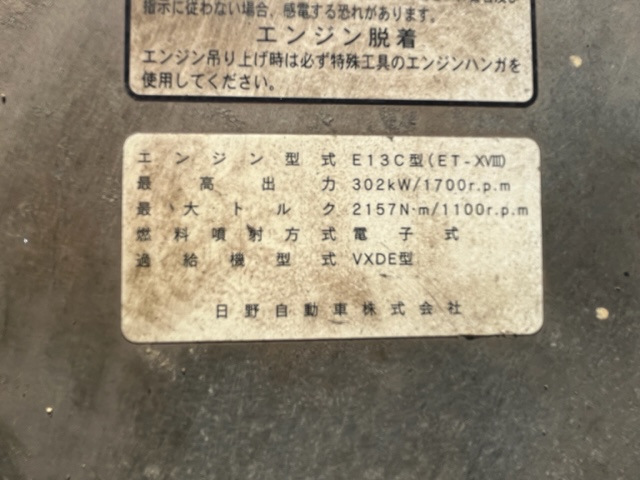 指示に従わない場合，感電する恐れがあります。
エンジン脱着
エンジン吊り上げ時は必ず特殊工具のエンジンハンガを
使用してください。
エンジン型式 E13C型(ET-XVIII)
最高出力 302kW/1700r.p.m
最大トルク 2157N·m/1100r.p.m
燃料噴射方式 電子式
過給機型式 VXDE型
日野自動車株式会社